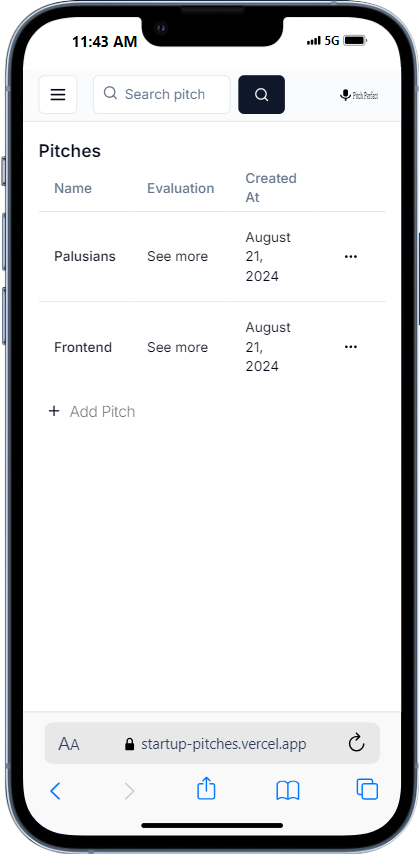 11:43 AM
5G
Search pitch
Pitch Perfect
Pitches
Name
Evaluation
Created
At
Palusians
See more
August
21,
2024
Frontend
See more
August
21,
2024
+ Add Pitch
AA
startup-pitches.vercel.app